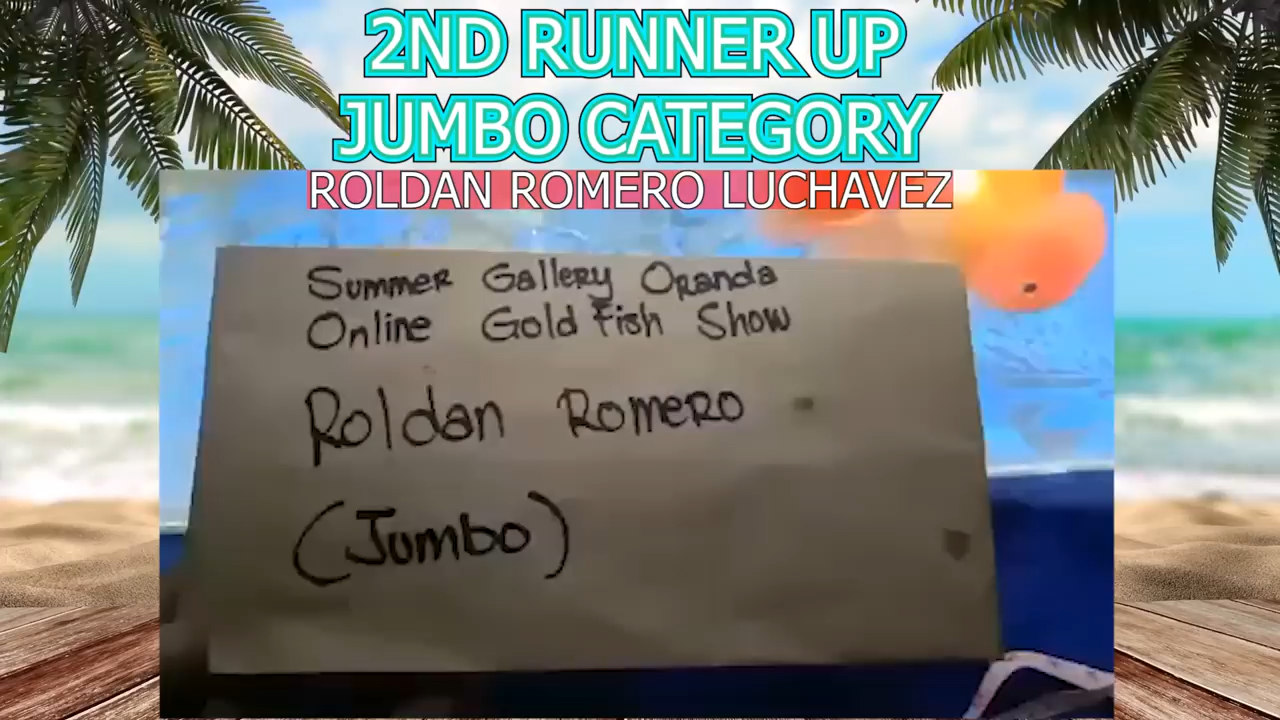 2ND RUNNER UP
JUMBO CATEGORY
ROLDAN ROMERO LUCHAVEZ
Summer Gallery Oranda
Online Gold Fish Show
Roldan Romero
(Jumbo)